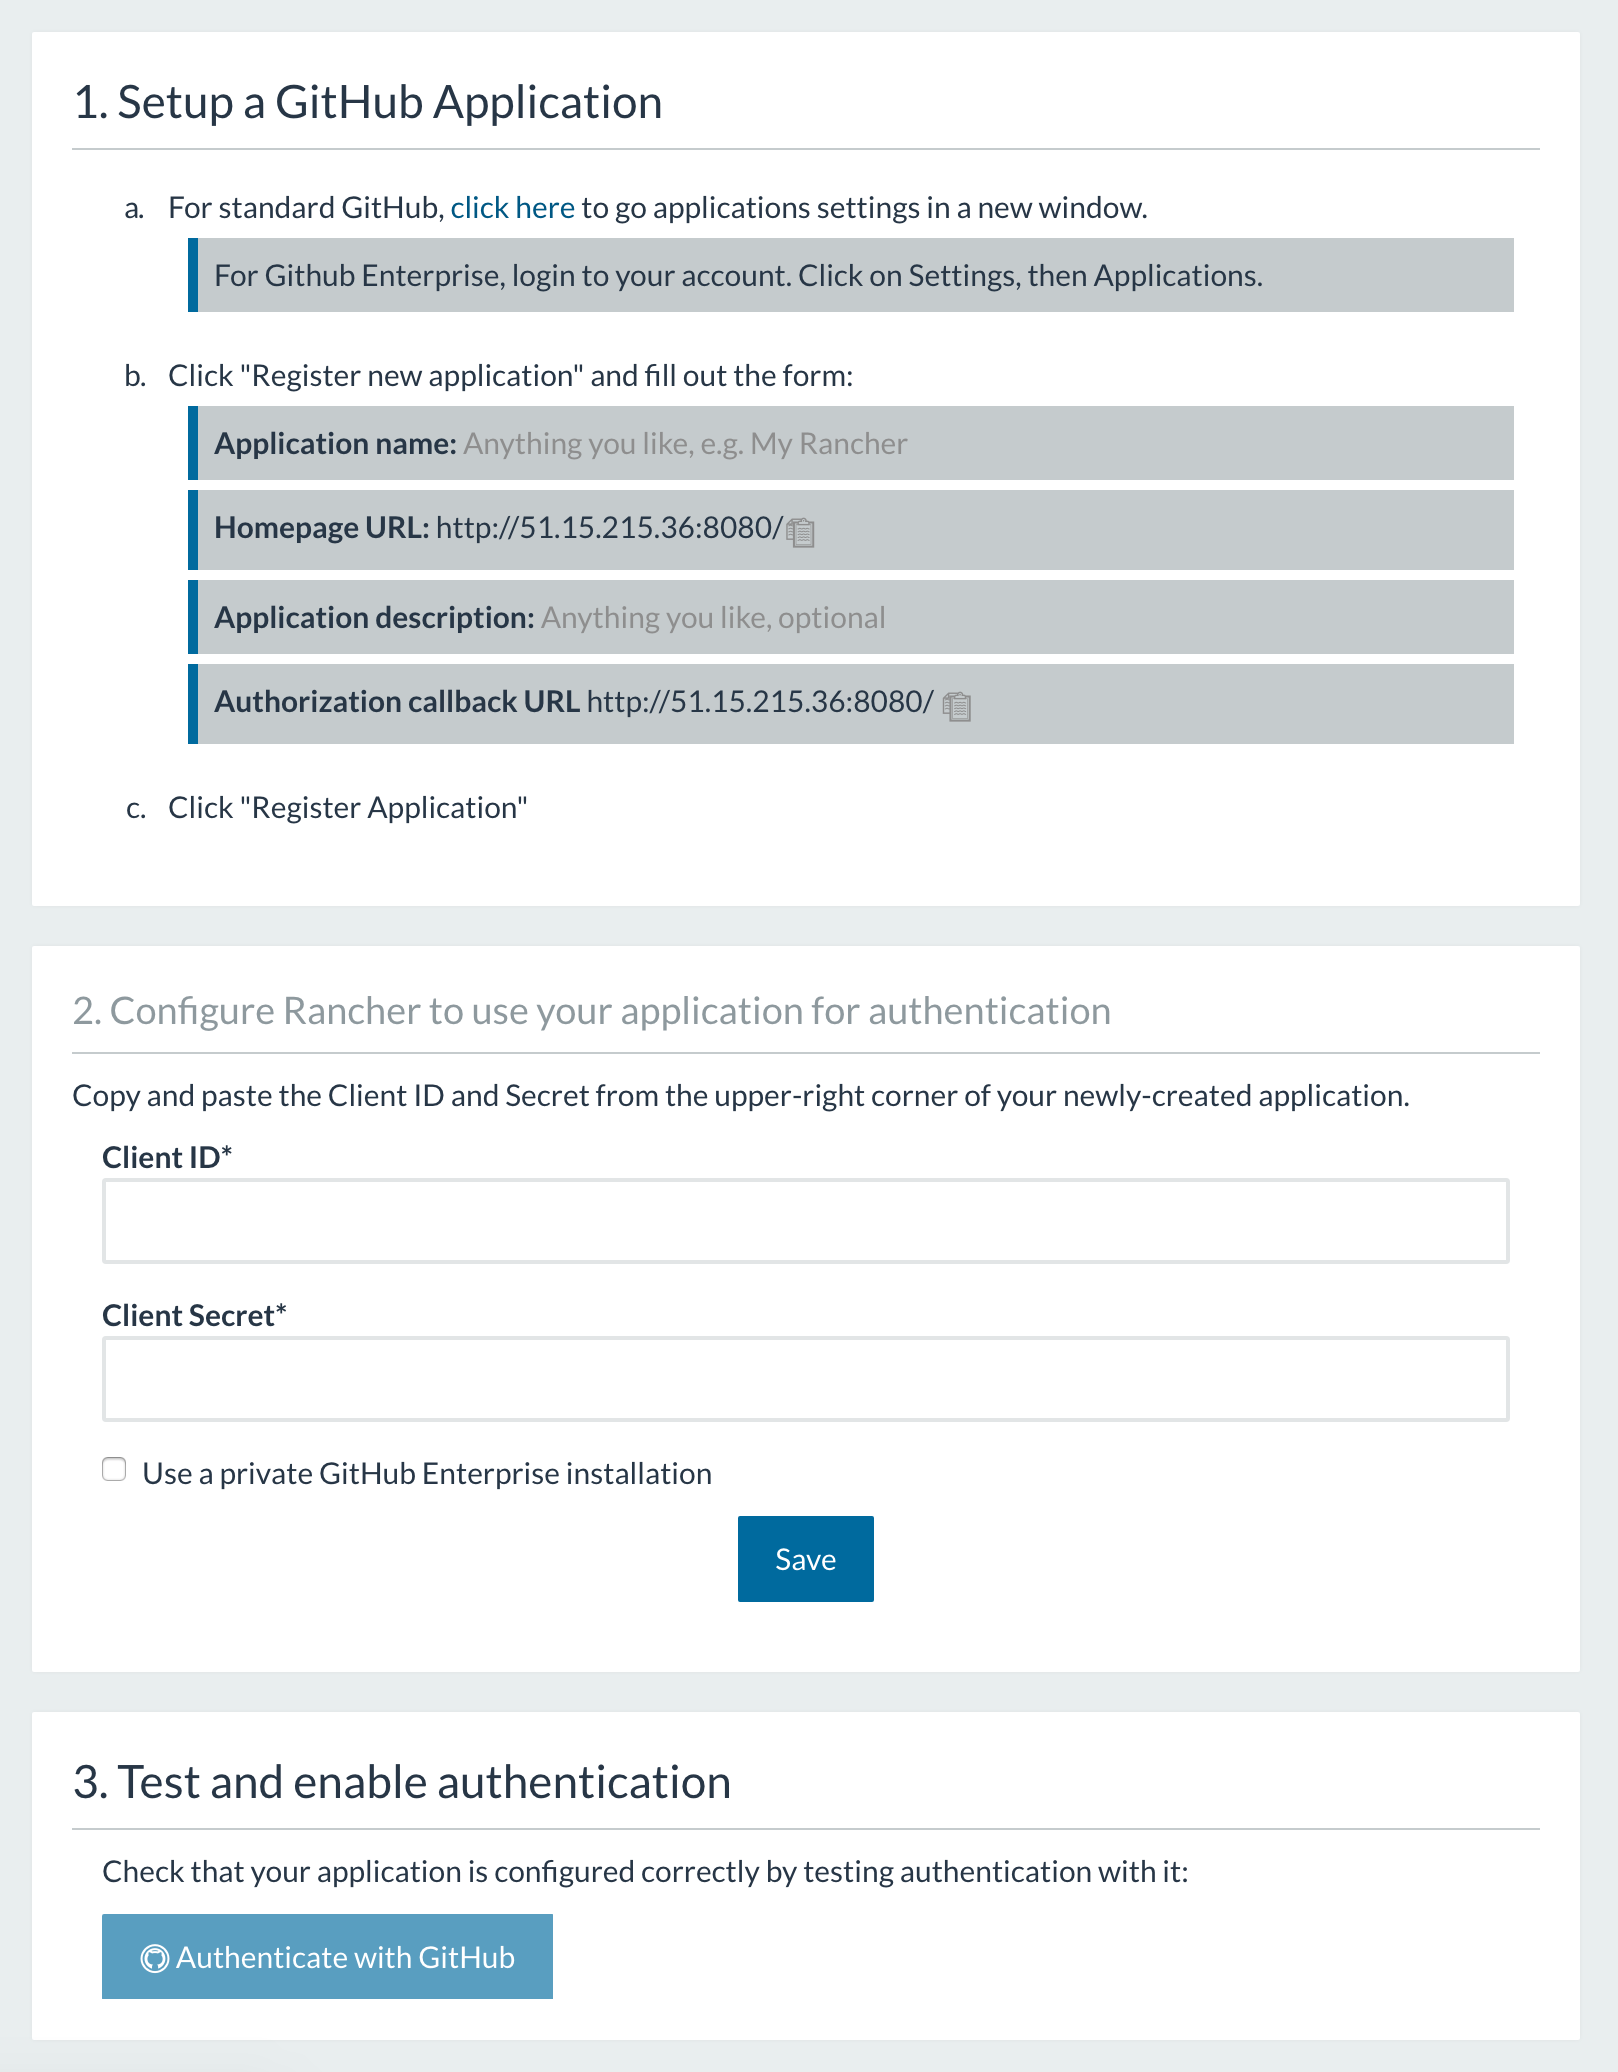 1. Setup a GitHub Application
a. For standard GitHub, click here to go applications settings in a new window.
For Github Enterprise, login to your account. Click on Settings, then Applications.
b. Click "Register new application" and fill out the form:
Application name: Anything you like, e.g. My Rancher
Homepage URL: http://51.15.215.36:8080/
Application description: Anything you like, optional
Authorization callback URL http://51.15.215.36:8080/
c. Click "Register Application"
2. Configure Rancher to use your application for authentication
Copy and paste the Client ID and Secret from the upper-right corner of your newly-created application.
Client ID*
Client Secret*
Use a private GitHub Enterprise installation
Save
3. Test and enable authentication
Check that your application is configured correctly by testing authentication with it:
Authenticate with GitHub